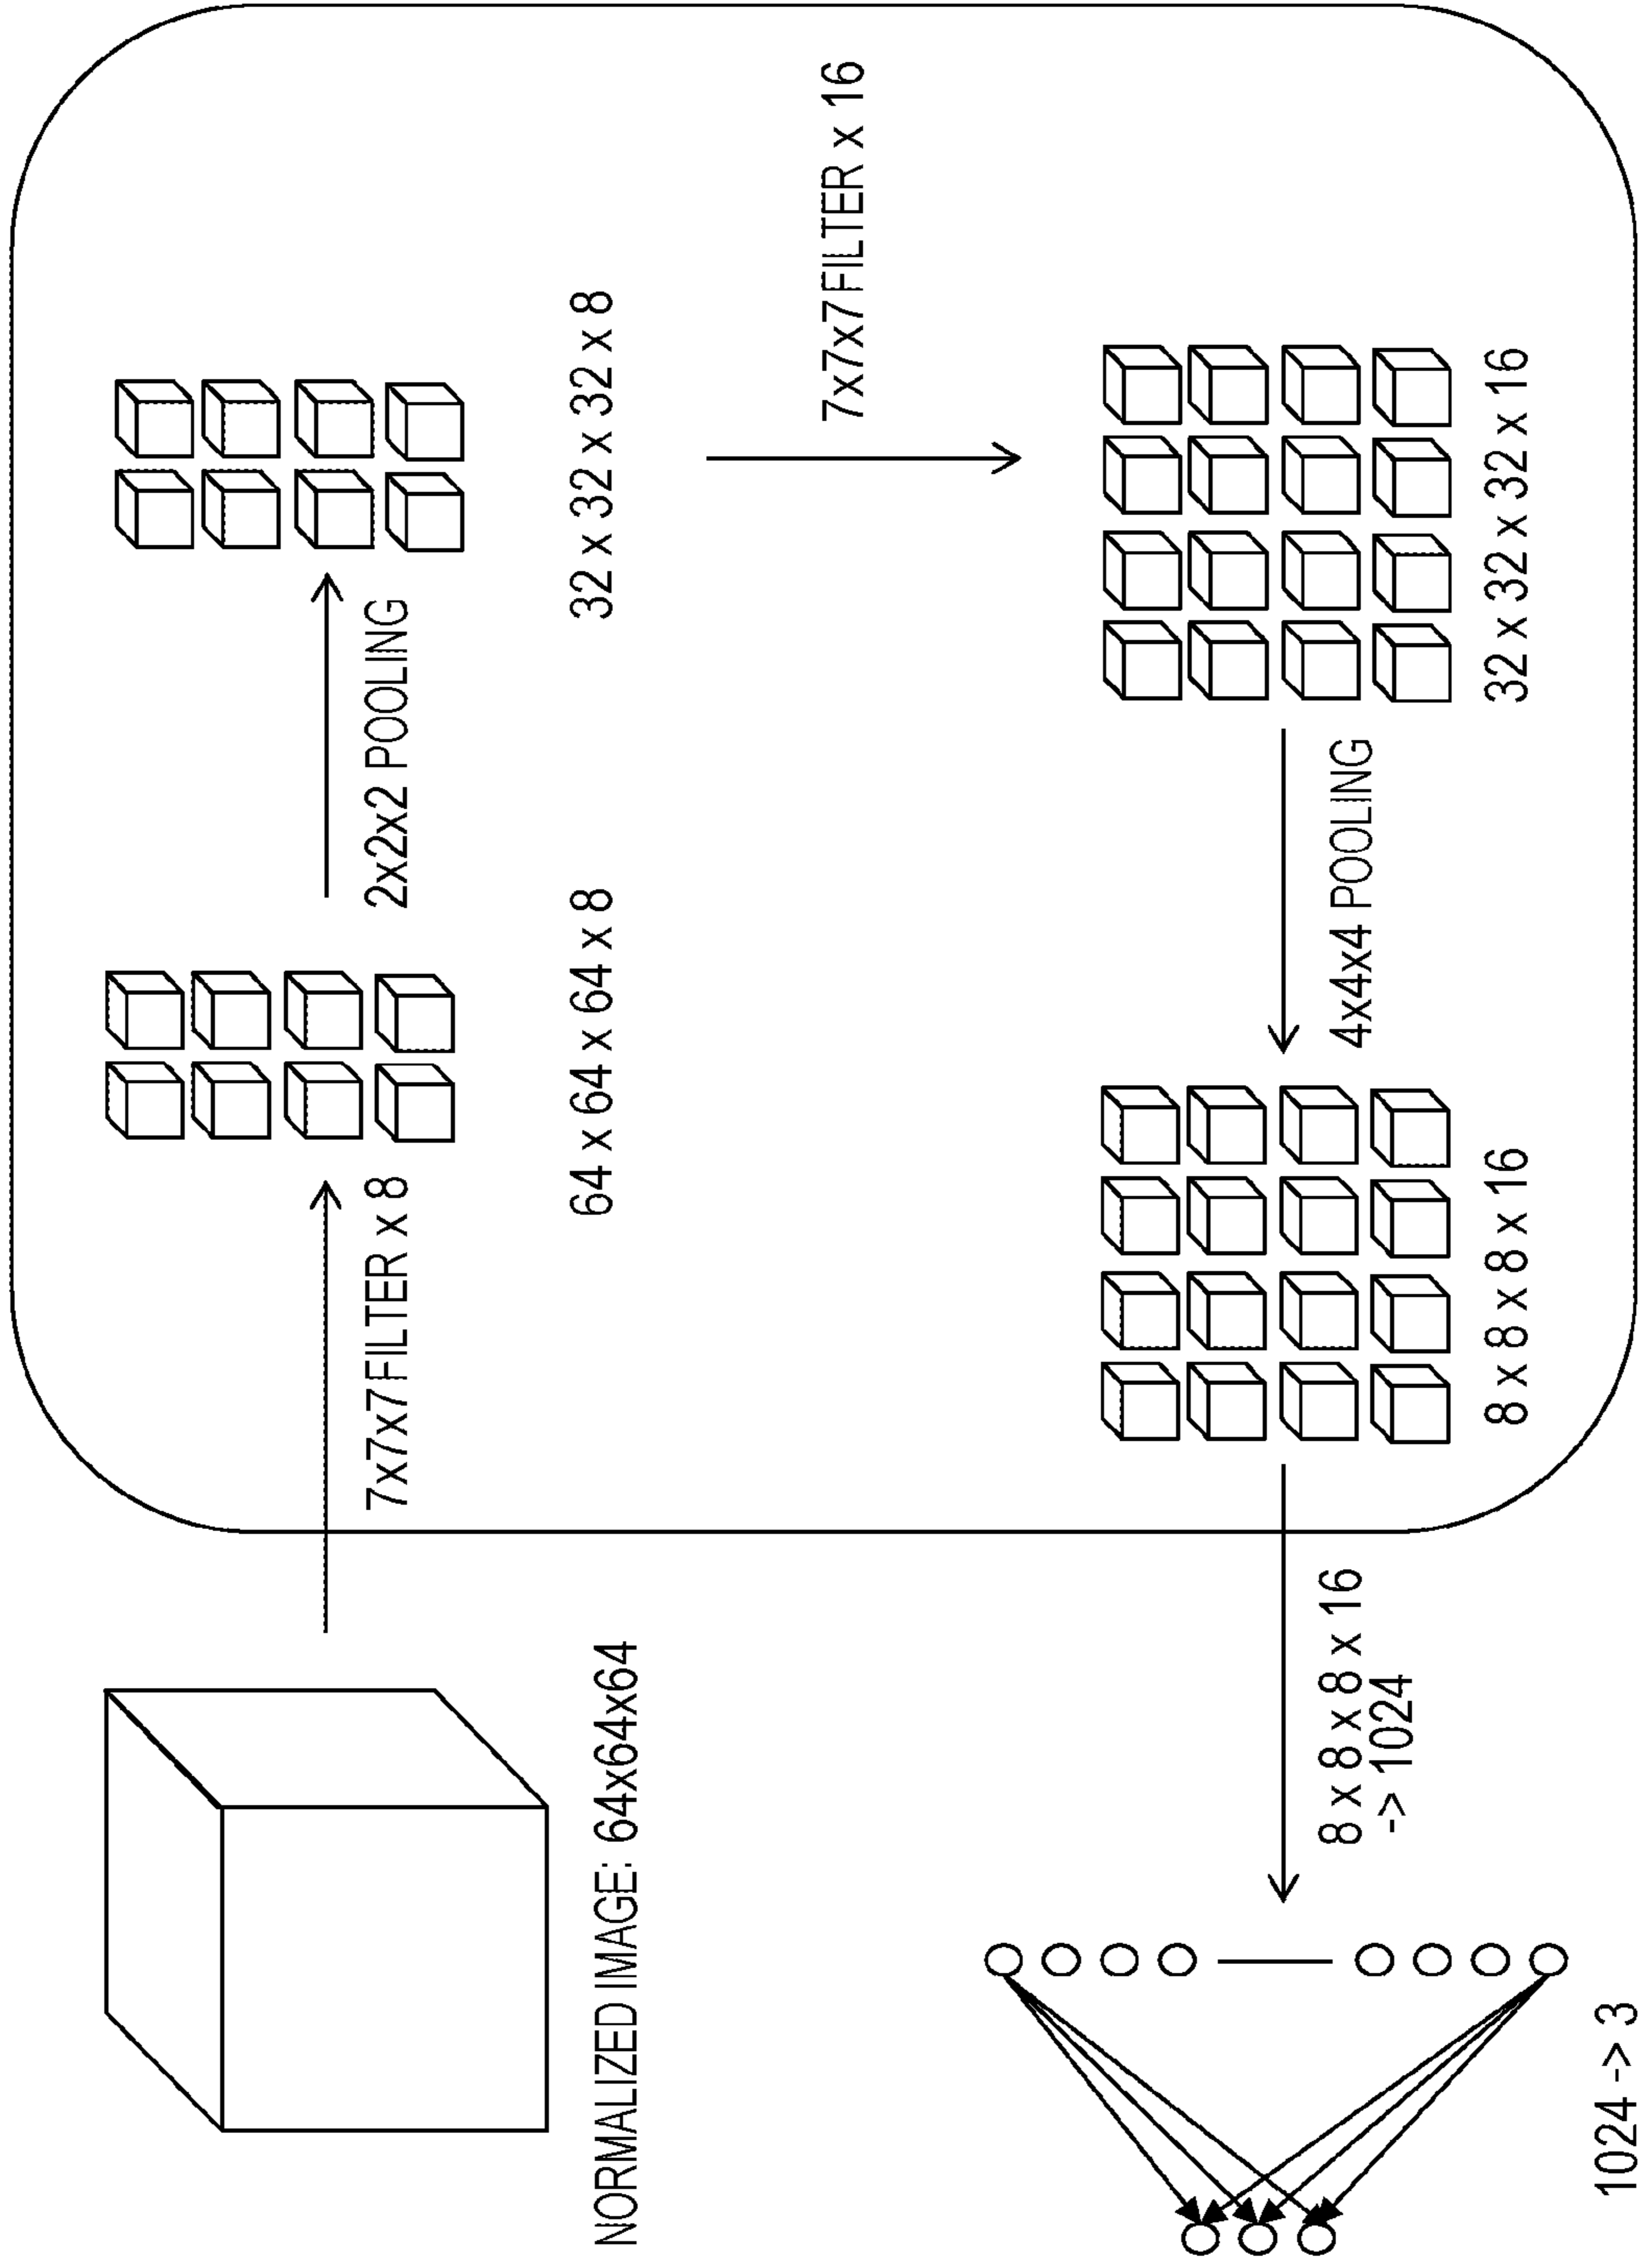 NORMALIZED IMAGE: 64x64x64
7x7x7 FILTER x 8
64 x 64 x 64 x 8
2x2x2 POOLING
32 x 32 x 32 x 8
7x7x7 FILTER x 16
32 x 32 x 32 x 16
4x4x4 POOLING
8 x 8 x 8 x 16
8 x 8 x 8 x 16
-> 1024
1024 -> 3